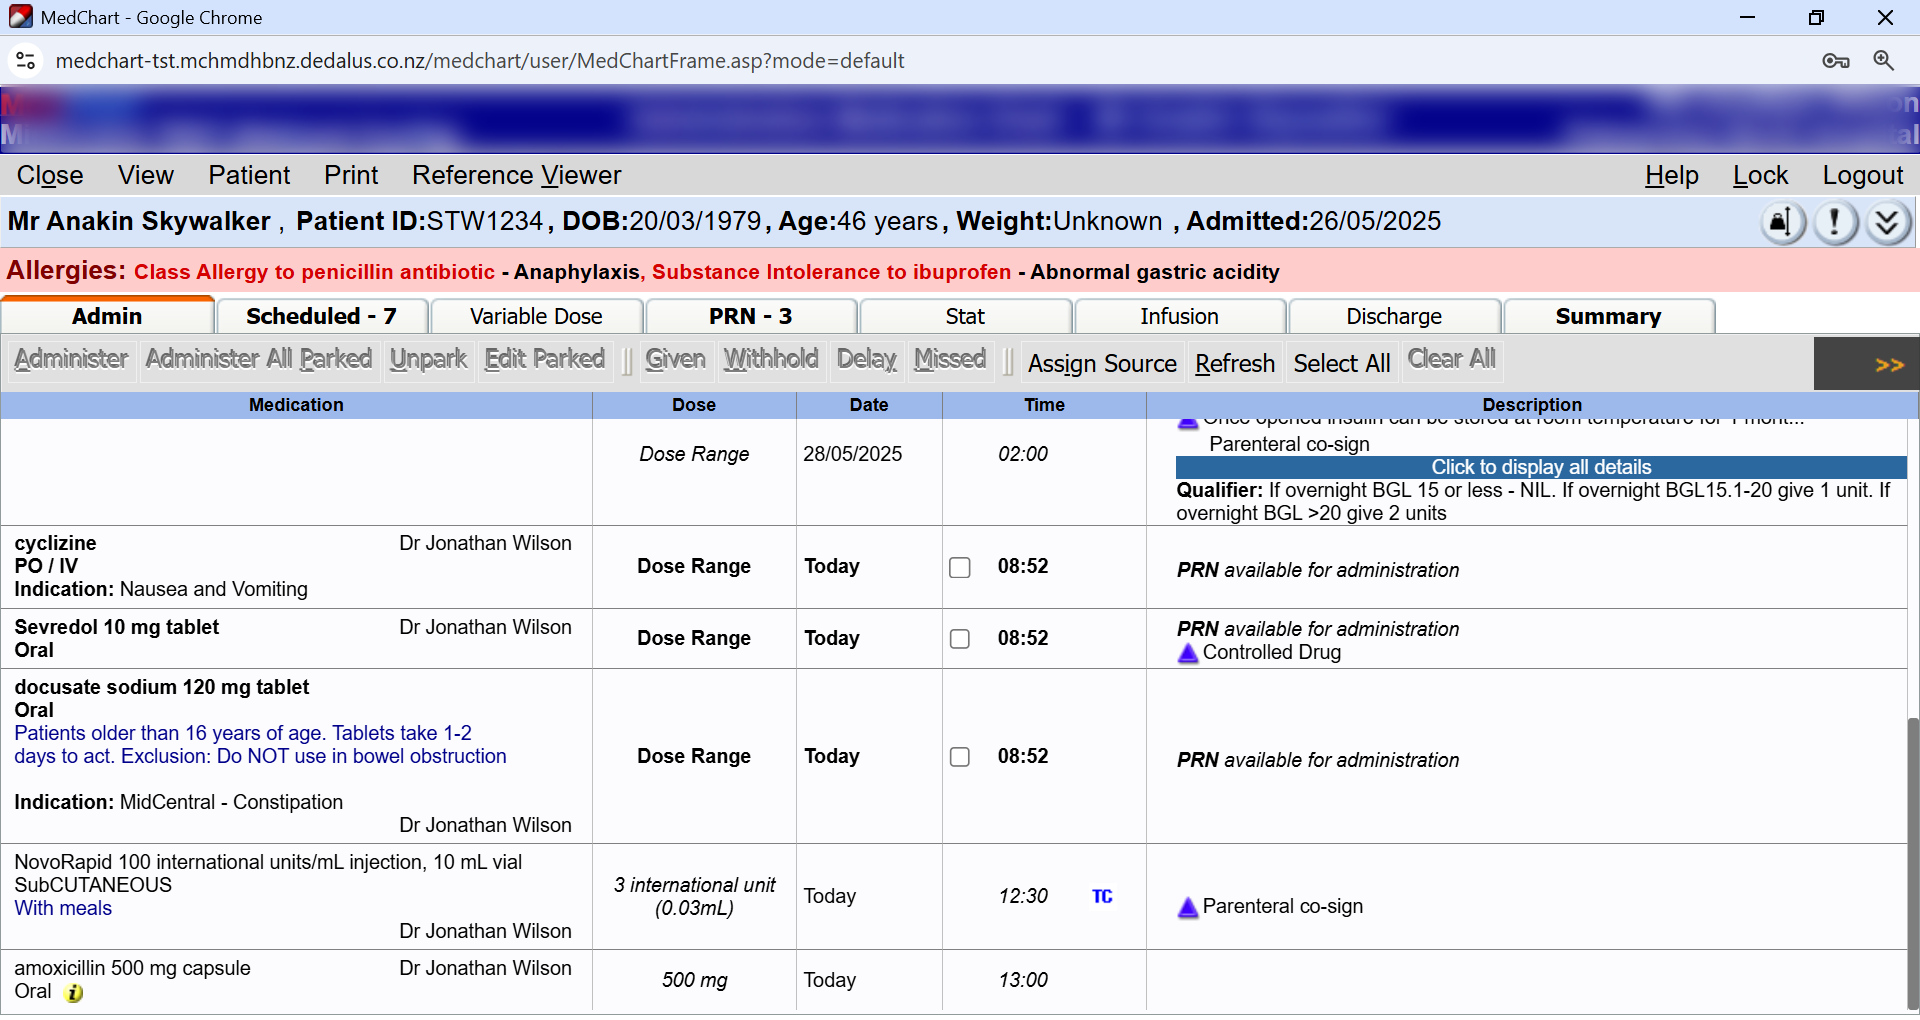 MedChart - Google Chrome
medchart-tst.mchmdhbnz.dedalus.co.nz/medchart/user/MedChartFrame.asp?mode=default
Close View Patient Print Reference Viewer Help Lock Logout
Mr Anakin Skywalker , Patient ID:STW1234, DOB:20/03/1979, Age:46 years, Weight:Unknown , Admitted:26/05/2025
Allergies: Class Allergy to penicillin antibiotic - Anaphylaxis, Substance Intolerance to ibuprofen - Abnormal gastric acidity
Admin Scheduled - 7 Variable Dose PRN - 3 Stat Infusion Discharge Summary
Administer Administer All Parked Unpark Edit Parked Given Withhold Delay Missed Assign Source Refresh Select All Clear All >>
Medication Dose Date Time Description
Once opened insulin can be stored at room temperature for 1 mont...
Parenteral co-sign
Dose Range 28/05/2025 02:00
Click to display all details
Qualifier: If overnight BGL 15 or less - NIL. If overnight BGL15.1-20 give 1 unit. If
overnight BGL >20 give 2 units
cyclizine Dr Jonathan Wilson
PO / IV Dose Range Today 08:52 PRN available for administration
Indication: Nausea and Vomiting
Sevredol 10 mg tablet Dr Jonathan Wilson Dose Range Today 08:52 PRN available for administration
Oral Controlled Drug
docusate sodium 120 mg tablet
Oral
Patients older than 16 years of age. Tablets take 1-2
days to act. Exclusion: Do NOT use in bowel obstruction Dose Range Today 08:52 PRN available for administration
Indication: MidCentral - Constipation
Dr Jonathan Wilson
NovoRapid 100 international units/mL injection, 10 mL vial
SubCUTANEOUS 3 international unit Today 12:30 TC Parenteral co-sign
With meals (0.03mL)
Dr Jonathan Wilson
amoxicillin 500 mg capsule Dr Jonathan Wilson 500 mg Today 13:00
Oral i